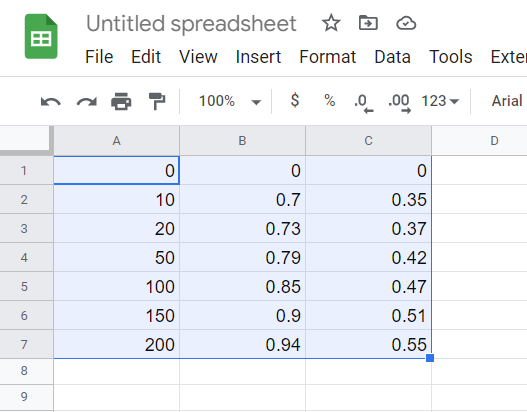 Untitled spreadsheet
File Edit View Insert Format Data Tools Exte
100% $ % .0 .00 123 Arial
A B C D
1 0 0 0
2 10 0.7 0.35
3 20 0.73 0.37
4 50 0.79 0.42
5 100 0.85 0.47
6 150 0.9 0.51
7 200 0.94 0.55
8
9